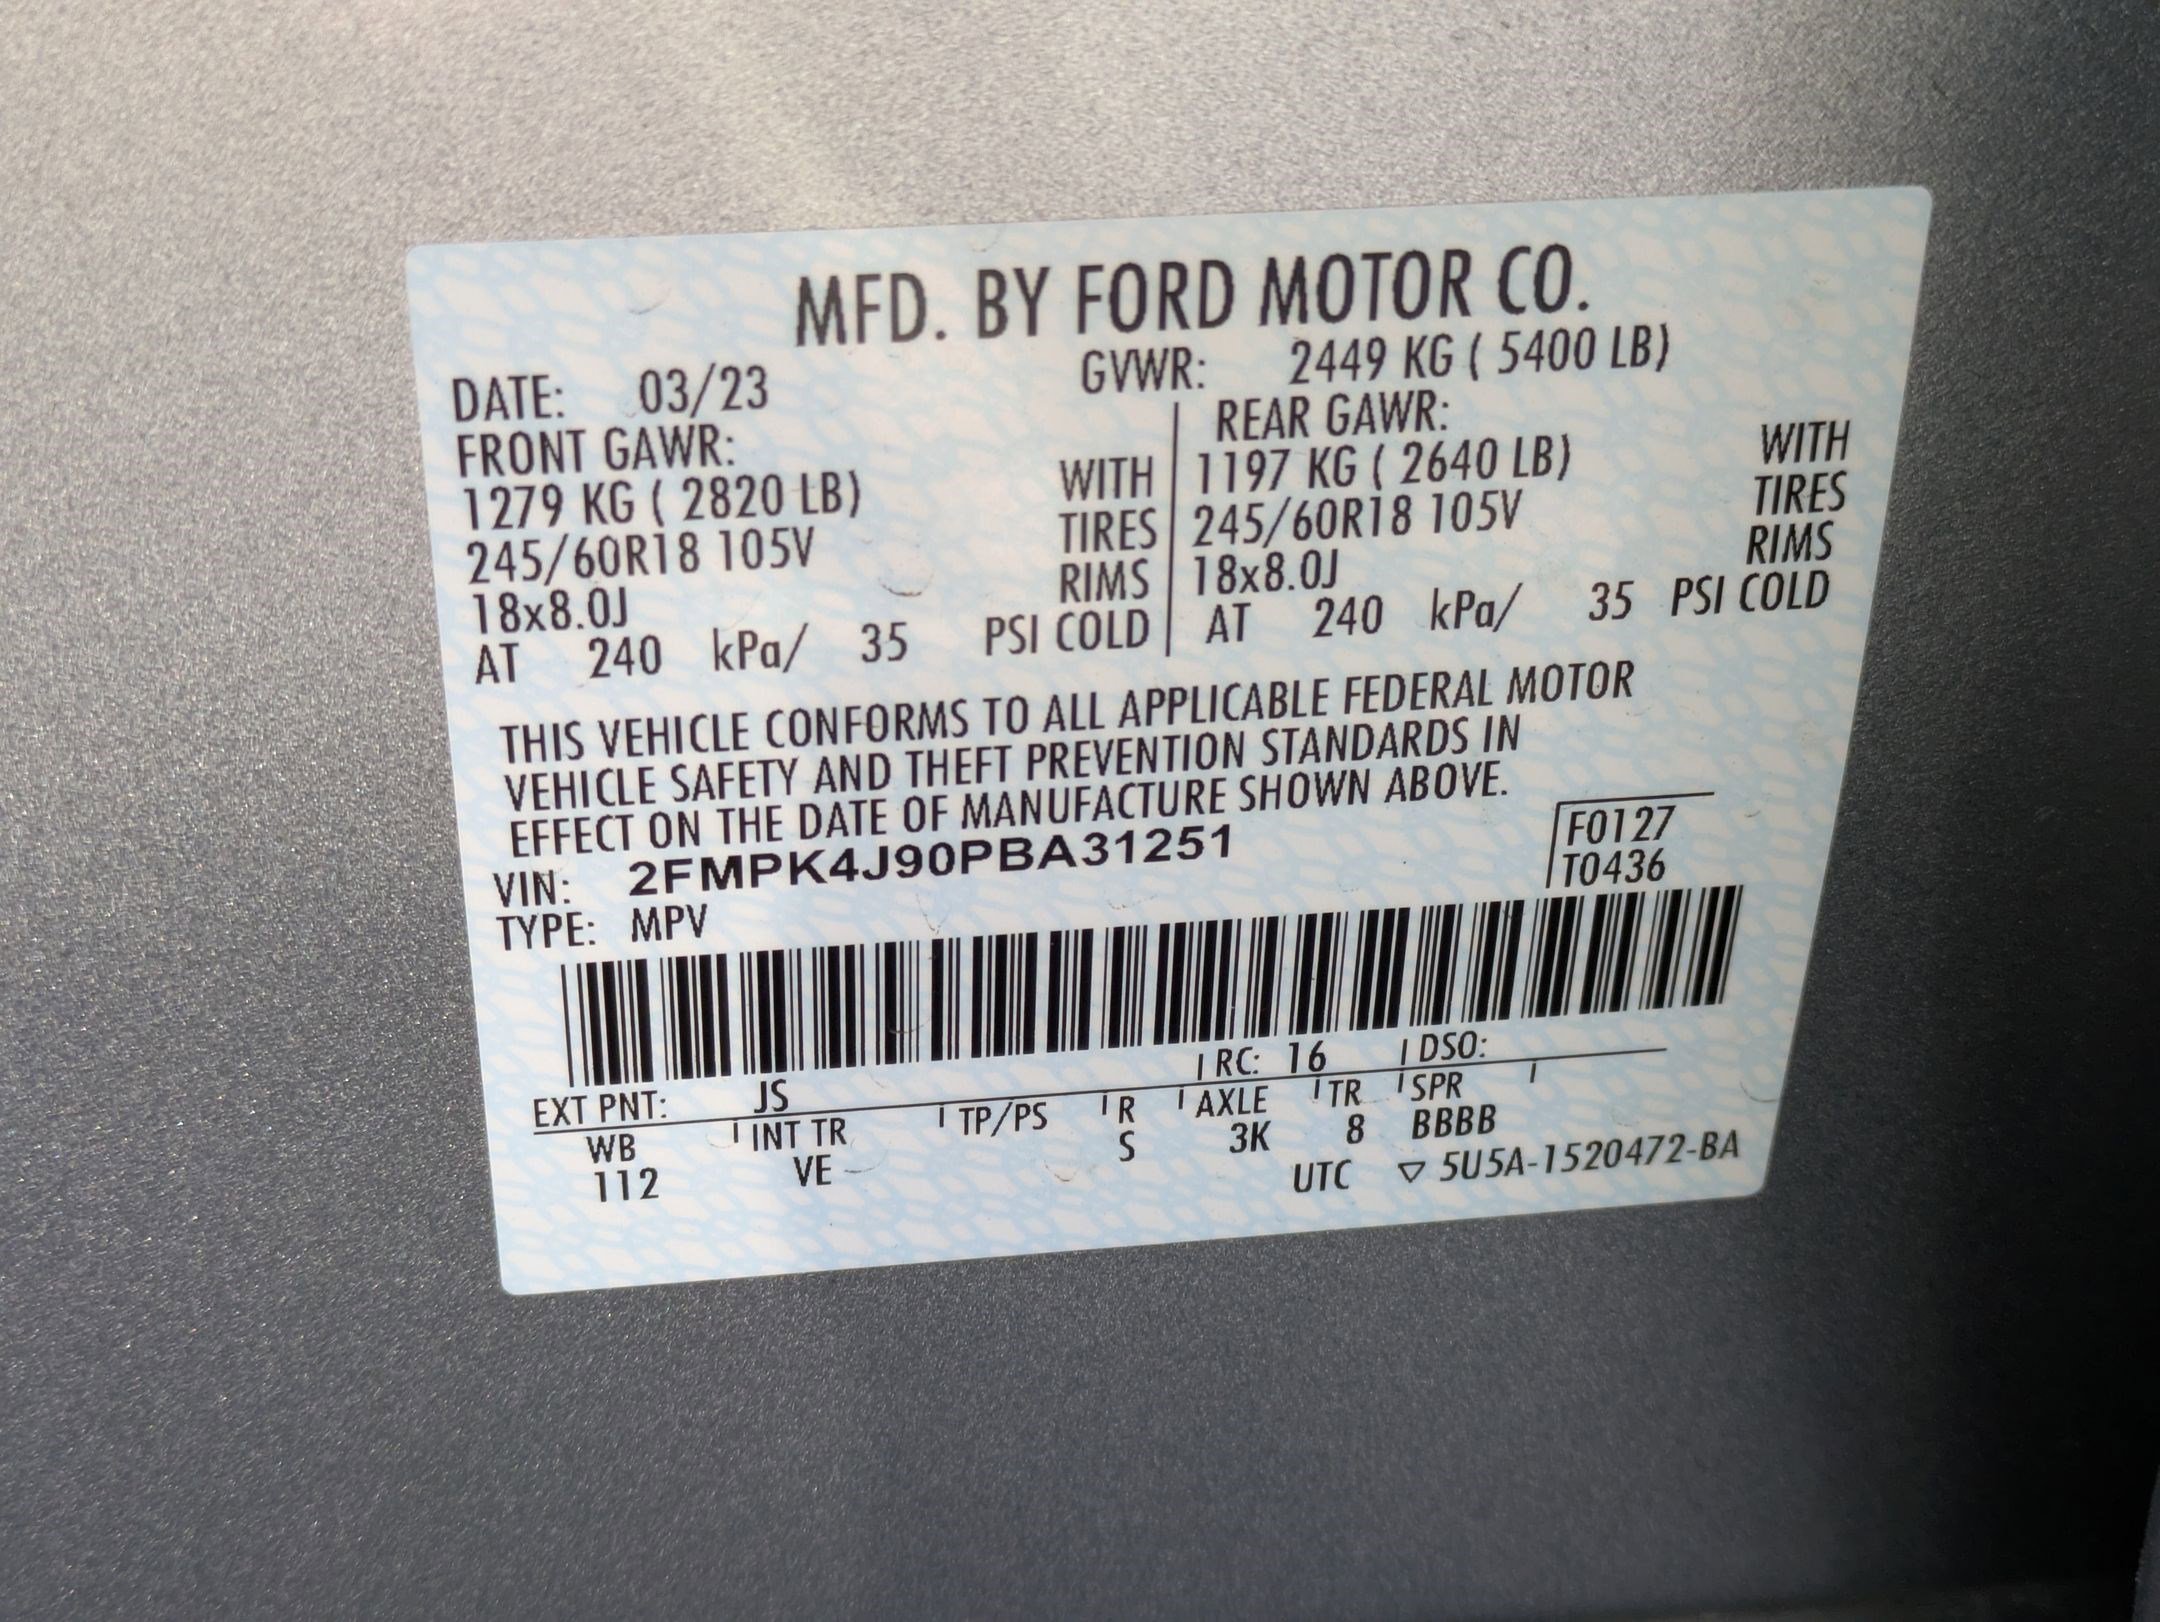 MFD. BY FORD MOTOR CO.
DATE: 03/23 GVWR: 2449 KG ( 5400 LB)
FRONT GAWR: REAR GAWR:
1279 KG ( 2820 LB) WITH 1197 KG ( 2640 LB) WITH
245/60R18 105V TIRES 245/60R18 105V TIRES
18x8.0J RIMS 18x8.0J RIMS
AT 240 kPa/ 35 PSI COLD AT 240 kPa/ 35 PSI COLD
THIS VEHICLE CONFORMS TO ALL APPLICABLE FEDERAL MOTOR
VEHICLE SAFETY AND THEFT PREVENTION STANDARDS IN
EFFECT ON THE DATE OF MANUFACTURE SHOWN ABOVE.
VIN: 2FMPK4J90PBA31251 F0127
TYPE: MPV T0436
EXT PNT: JS RC: 16 DSO:
WB INT TR TP/PS R AXLE TR SPR
112 VE S 3K 8 BBBB
UTC ▽ 5U5A-1520472-BA